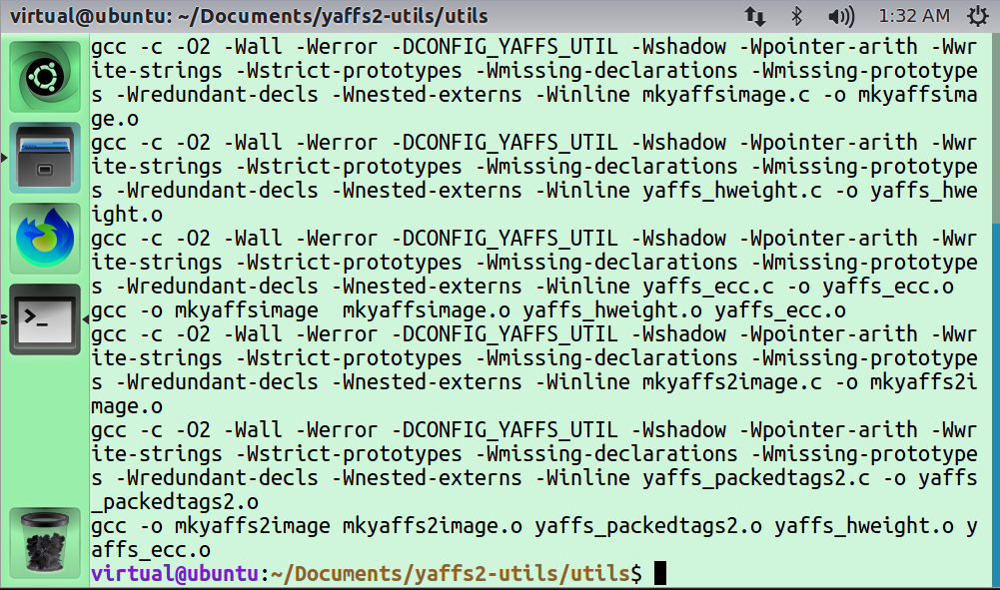 virtual@ubuntu: ~/Documents/yaffs2-utils/utils 1:32 AM
gcc -c -O2 -Wall -Werror -DCONFIG_YAFFS_UTIL -Wshadow -Wpointer-arith -Wwr
ite-strings -Wstrict-prototypes -Wmissing-declarations -Wmissing-prototype
s -Wredundant-decls -Wnested-externs -Winline mkyaffsimage.c -o mkyaffsima
ge.o
gcc -c -O2 -Wall -Werror -DCONFIG_YAFFS_UTIL -Wshadow -Wpointer-arith -Wwr
ite-strings -Wstrict-prototypes -Wmissing-declarations -Wmissing-prototype
s -Wredundant-decls -Wnested-externs -Winline yaffs_hweight.c -o yaffs_hwe
ight.o
gcc -c -O2 -Wall -Werror -DCONFIG_YAFFS_UTIL -Wshadow -Wpointer-arith -Wwr
ite-strings -Wstrict-prototypes -Wmissing-declarations -Wmissing-prototype
s -Wredundant-decls -Wnested-externs -Winline yaffs_ecc.c -o yaffs_ecc.o
gcc -o mkyaffsimage  mkyaffsimage.o yaffs_hweight.o yaffs_ecc.o
gcc -c -O2 -Wall -Werror -DCONFIG_YAFFS_UTIL -Wshadow -Wpointer-arith -Wwr
ite-strings -Wstrict-prototypes -Wmissing-declarations -Wmissing-prototype
s -Wredundant-decls -Wnested-externs -Winline mkyaffs2image.c -o mkyaffs2i
mage.o
gcc -c -O2 -Wall -Werror -DCONFIG_YAFFS_UTIL -Wshadow -Wpointer-arith -Wwr
ite-strings -Wstrict-prototypes -Wmissing-declarations -Wmissing-prototype
s -Wredundant-decls -Wnested-externs -Winline yaffs_packedtags2.c -o yaffs
_packedtags2.o
gcc -o mkyaffs2image mkyaffs2image.o yaffs_packedtags2.o yaffs_hweight.o y
affs_ecc.o
virtual@ubuntu:~/Documents/yaffs2-utils/utils$